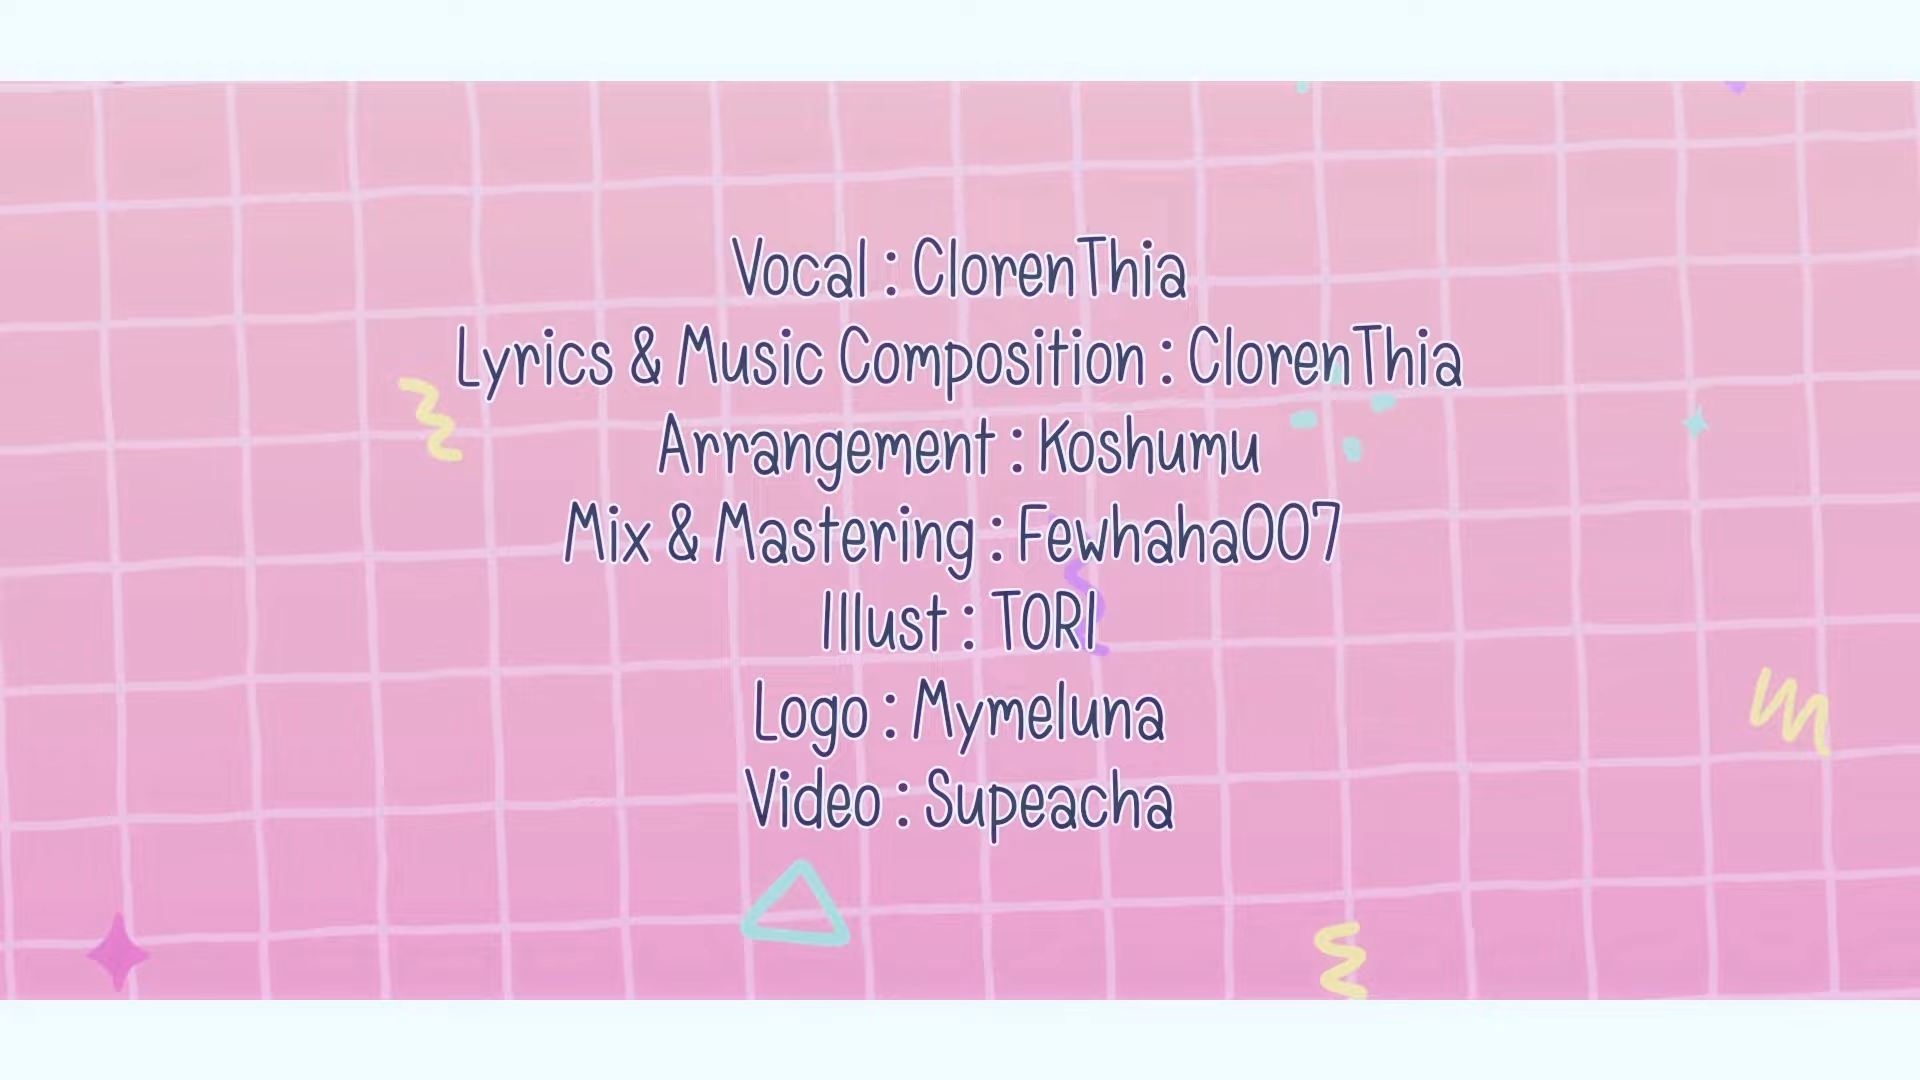 Vocal : ClorenThia
Lyrics & Music Composition : ClorenThia
Arrangement : Koshumu
Mix & Mastering : Fewhaha007
Illust : TORI
Logo : Mymeluna
Video : Supeacha